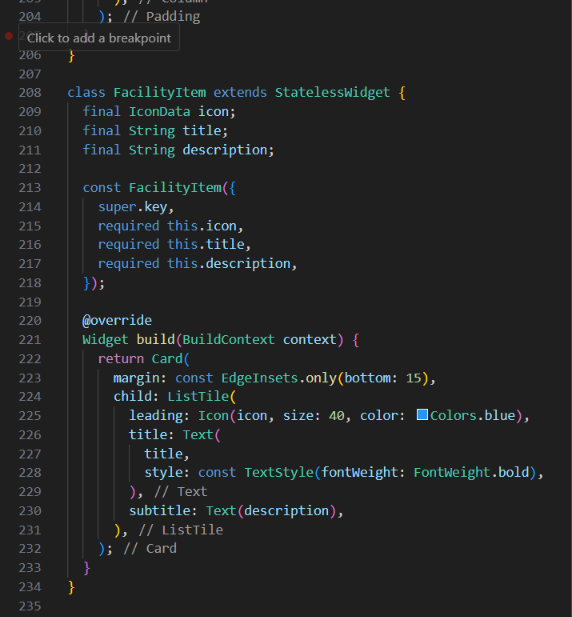 ); // Column
204 ); // Padding
Click to add a breakpoint
206 }
207
208 class FacilityItem extends StatelessWidget {
209 final IconData icon;
210 final String title;
211 final String description;
212
213 const FacilityItem({
214 super.key,
215 required this.icon,
216 required this.title,
217 required this.description,
218 });
219
220 @override
221 Widget build(BuildContext context) {
222 return Card(
223 margin: const EdgeInsets.only(bottom: 15),
224 child: ListTile(
225 leading: Icon(icon, size: 40, color: Colors.blue),
226 title: Text(
227 title,
228 style: const TextStyle(fontWeight: FontWeight.bold),
229 ), // Text
230 subtitle: Text(description),
231 ), // ListTile
232 ); // Card
233 }
234 }
235